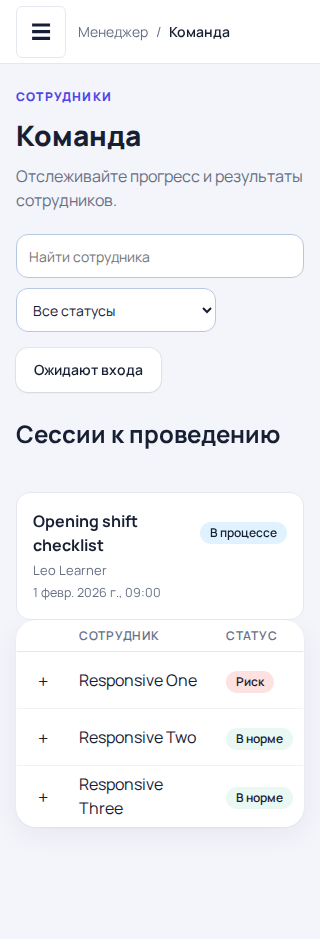 Менеджер / Команда
СОТРУДНИКИ
Команда
Отслеживайте прогресс и результаты
сотрудников.
Найти сотрудника
Все статусы
Ожидают входа
Сессии к проведению
Opening shift
checklist
В процессе
Leo Learner
1 февр. 2026 г., 09:00
СОТРУДНИК СТАТУС
+ Responsive One Риск
+ Responsive Two В норме
+ Responsive
Three В норме